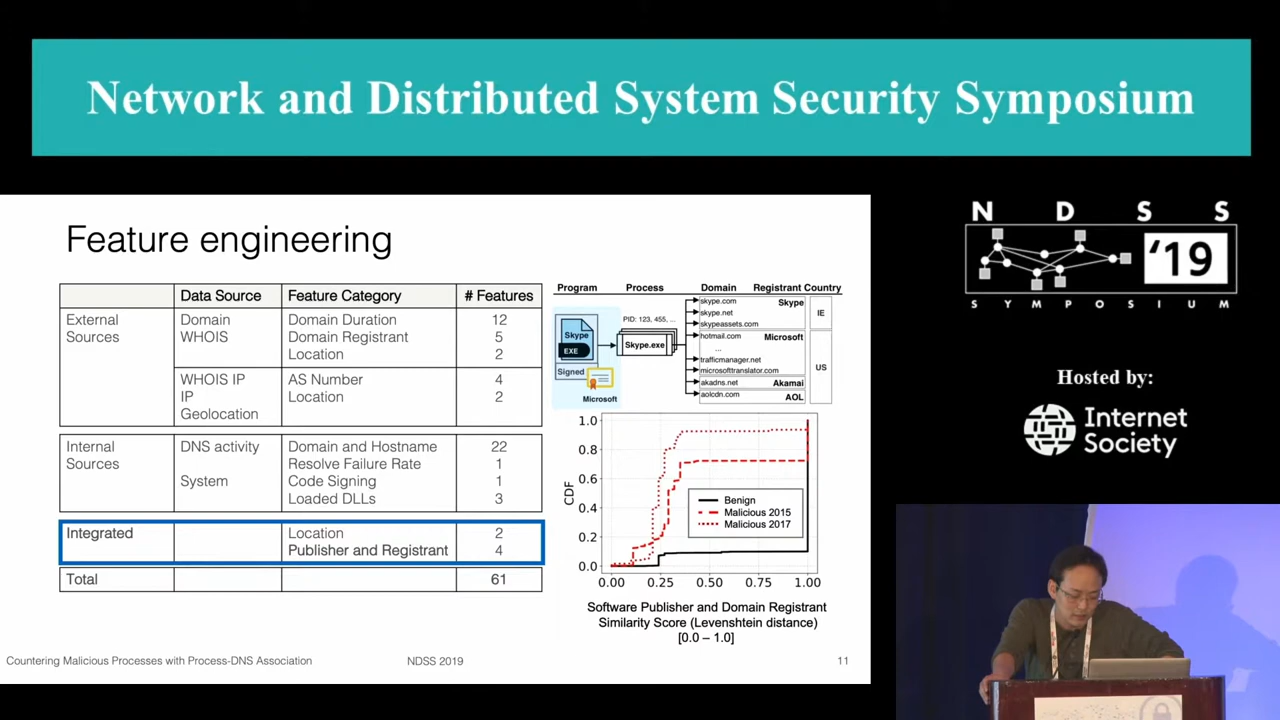 Network and Distributed System Security Symposium
Feature engineering
Data Source Feature Category # Features
External Sources
Domain WHOIS
Domain Duration 12
Domain Registrant 5
Location 2
WHOIS IP
IP Geolocation
AS Number 4
Location 2
Internal Sources
DNS activity
Domain and Hostname 22
Resolve Failure Rate 1
System
Code Signing 1
Loaded DLLs 3
Integrated
Location 2
Publisher and Registrant 4
Total 61
Program Process Domain Registrant Country
Skype
EXE
Signed
Microsoft
PID: 123, 455, ...
Skype.exe
skype.com
skype.net
skypeassets.com
Skype
IE
hotmail.com
...
trafficmanager.net
microsofttranslator.com
Microsoft
US
akadns.net Akamai
aolcdn.com AOL
CDF
1.0
0.8
0.6
0.4
0.2
0.0
0.00 0.25 0.50 0.75 1.00
Benign
Malicious 2015
Malicious 2017
Software Publisher and Domain Registrant
Similarity Score (Levenshtein distance)
[0.0 – 1.0]
Countering Malicious Processes with Process-DNS Association NDSS 2019 11
N D S S
'19
S Y M P O S I U M
Hosted by:
Internet
Society